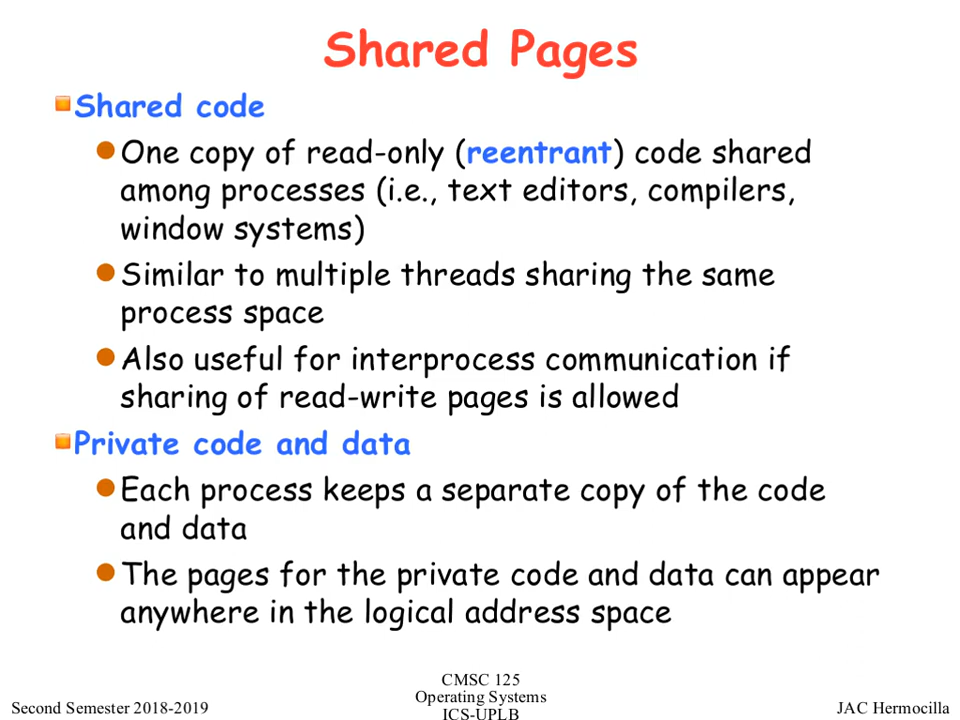 Shared Pages
Shared code
One copy of read-only (reentrant) code shared
among processes (i.e., text editors, compilers,
window systems)
Similar to multiple threads sharing the same
process space
Also useful for interprocess communication if
sharing of read-write pages is allowed
Private code and data
Each process keeps a separate copy of the code
and data
The pages for the private code and data can appear
anywhere in the logical address space
Second Semester 2018-2019
CMSC 125
Operating Systems
ICS-UPLB
JAC Hermocilla